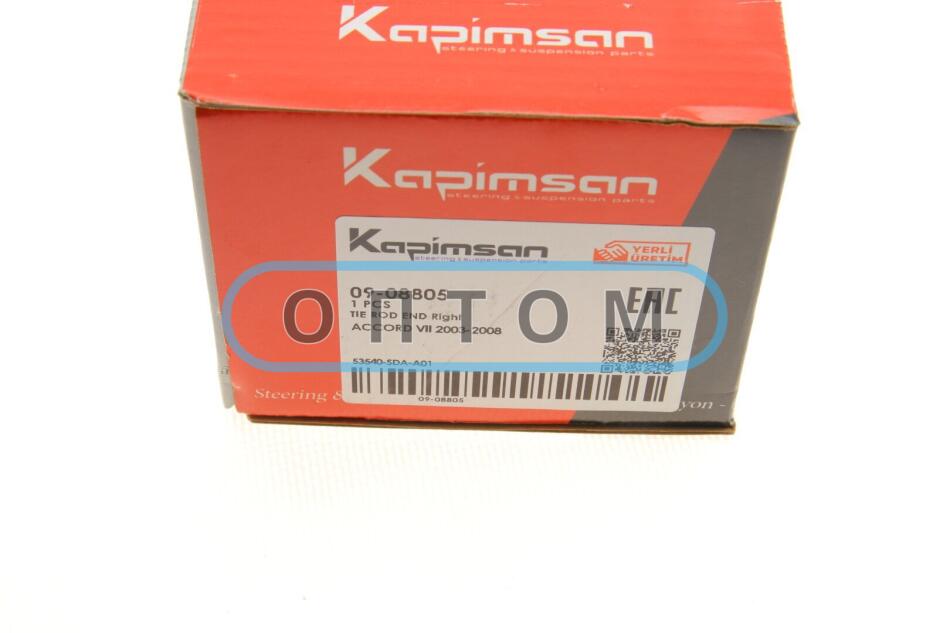 Kapimsan
steering & suspension parts
Kapimsan
steering & suspension parts
Kapimsan
steering & suspension parts
YERLİ
ÜRETİM
09-08805
1 PCS
EAC
TIE ROD END Right
ACCORD VII 2003-2008
ОПТОМ
53540-SDA-A01
09-08805
Steering &
yon -